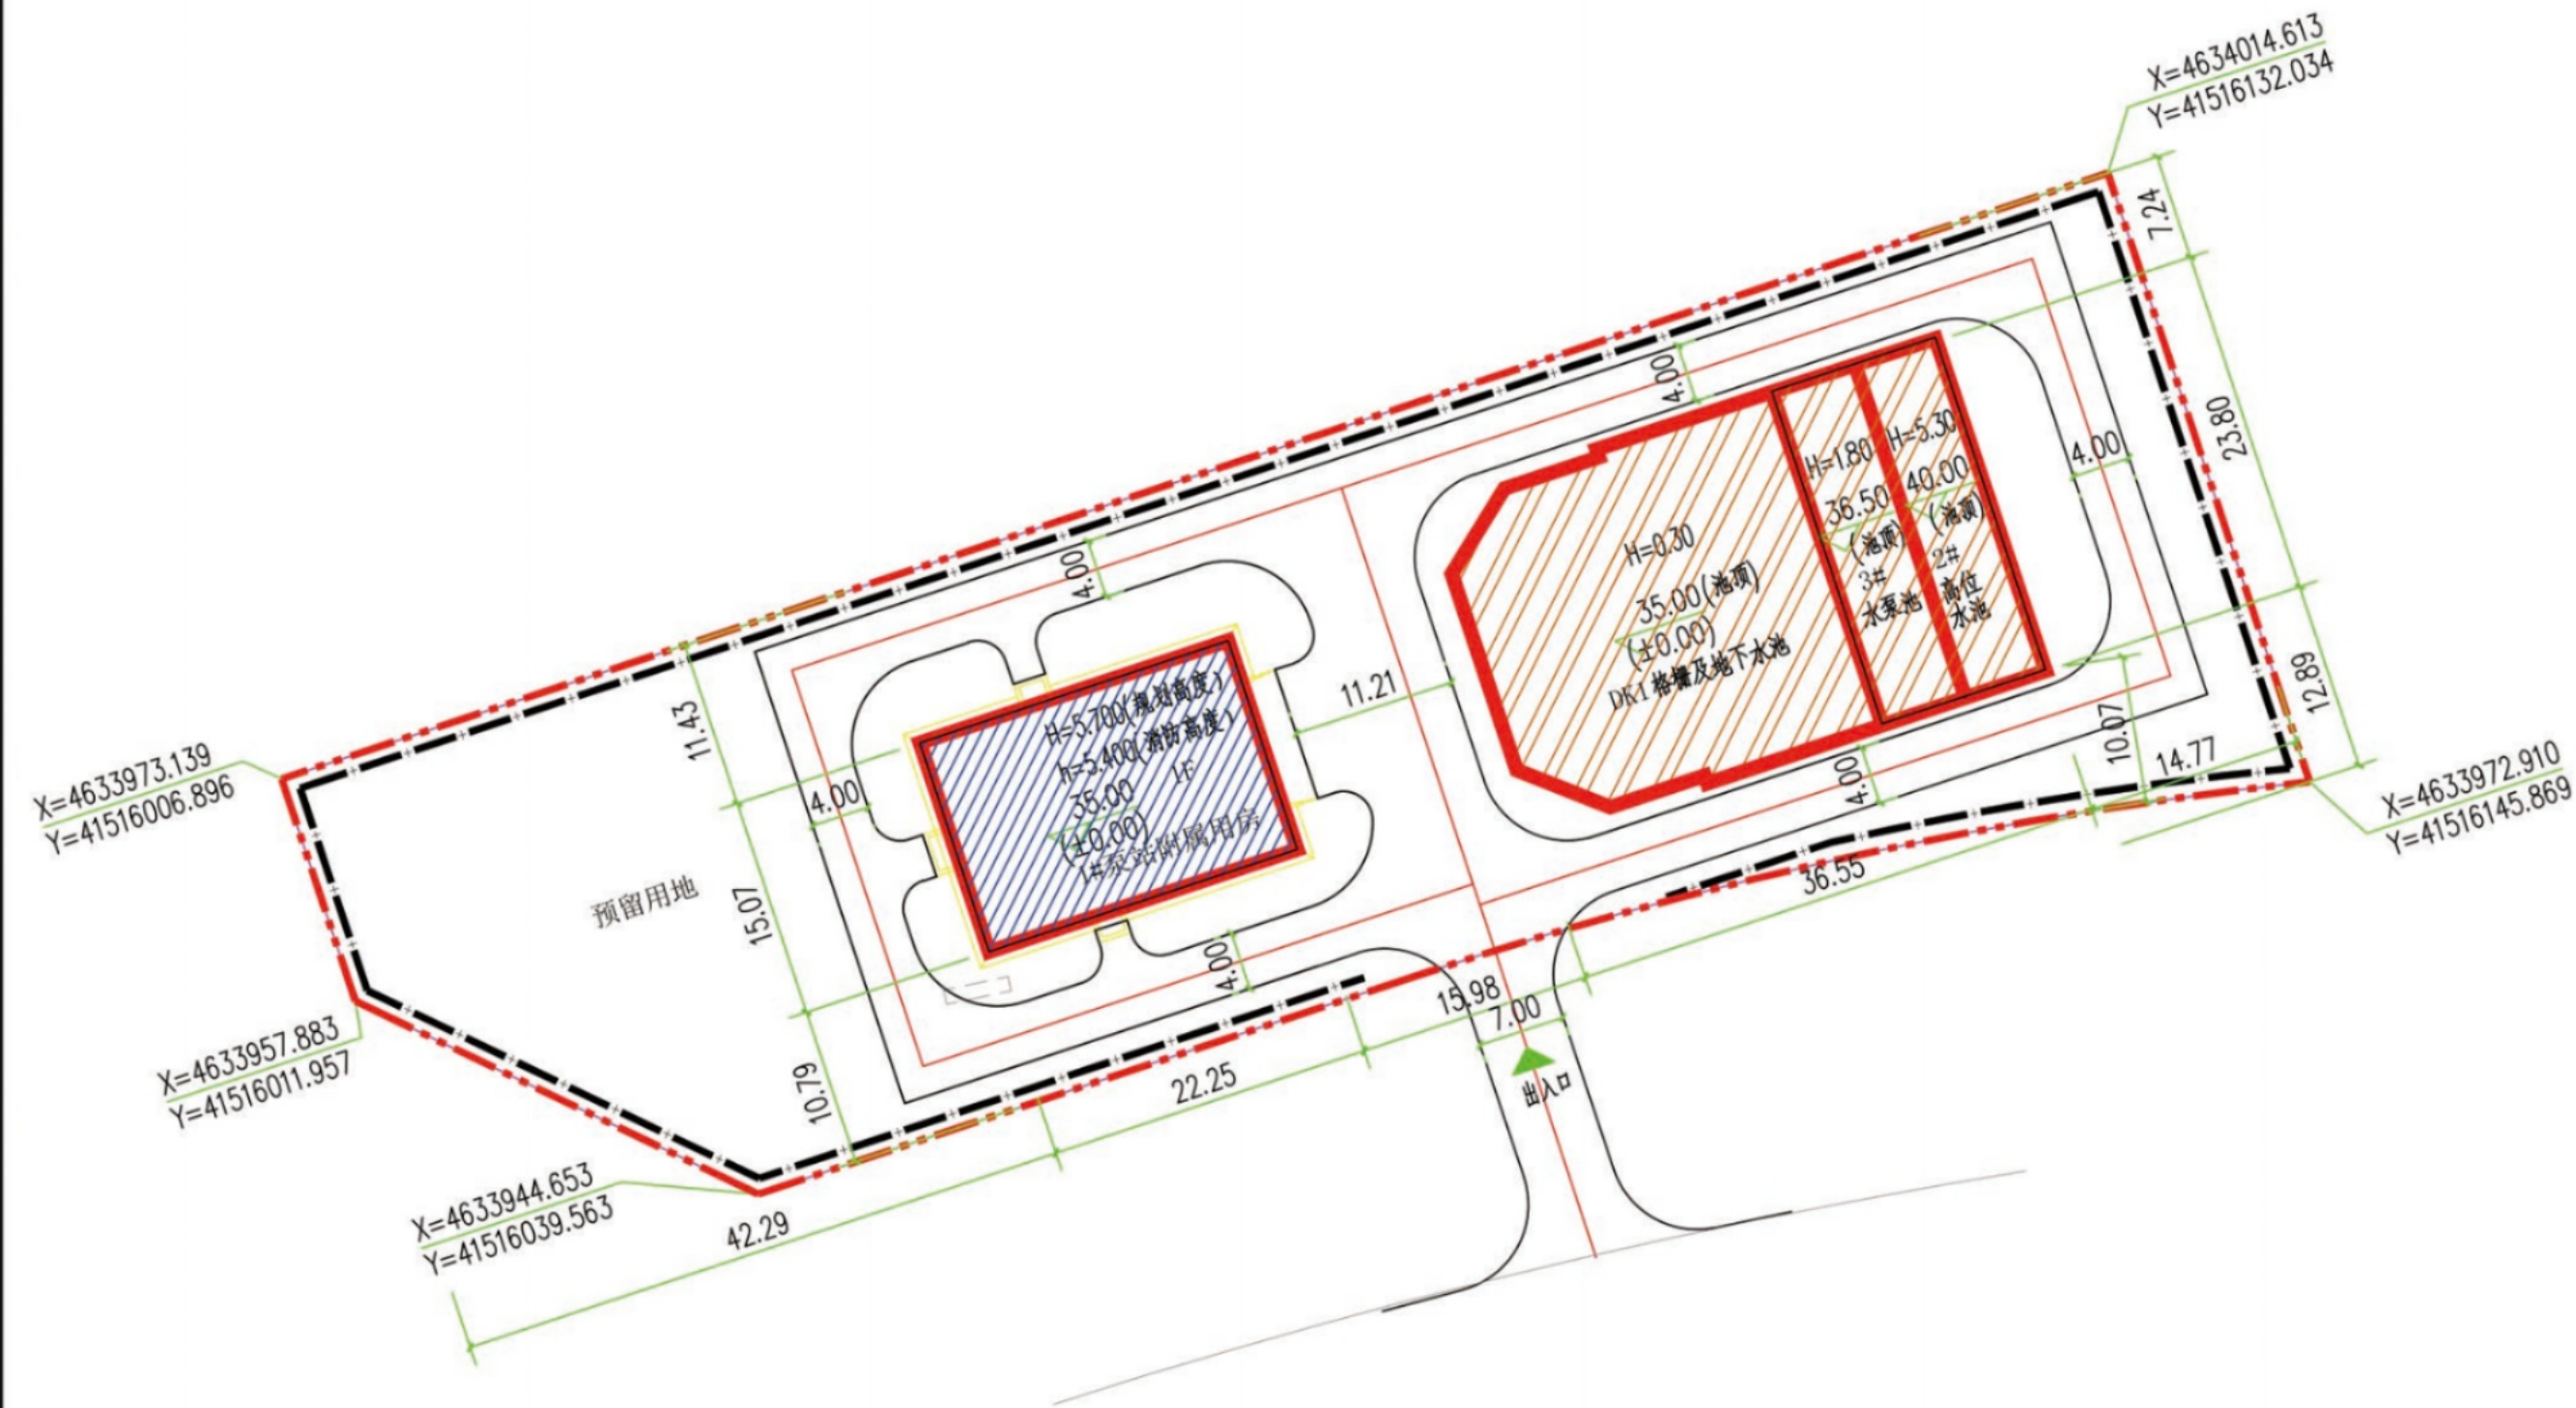 X=4634014.613
Y=41516132.034
7.24
23.80
12.89
4.00
4.00
H=5.30
40.00
(池顶)
2#
高位
水池
H=1.80
36.50
(池顶)
3#
水泵池
H=0.30
35.00(池顶)
(±0.00)
DK1格栅及地下水池
4.00
10.07
14.77
X=4633972.910
Y=41516145.869
36.55
11.21
4.00
11.43
H=5.700(规划高度)
h=5.400(消防高度)
1F
35.00
(±0.00)
1#泵站附属用房
4.00
15.07
预留用地
X=4633973.139
Y=41516006.896
4.00
15.98
7.00
出入口
10.79
22.25
X=4633957.883
Y=41516011.957
X=4633944.653
Y=41516039.563
42.29